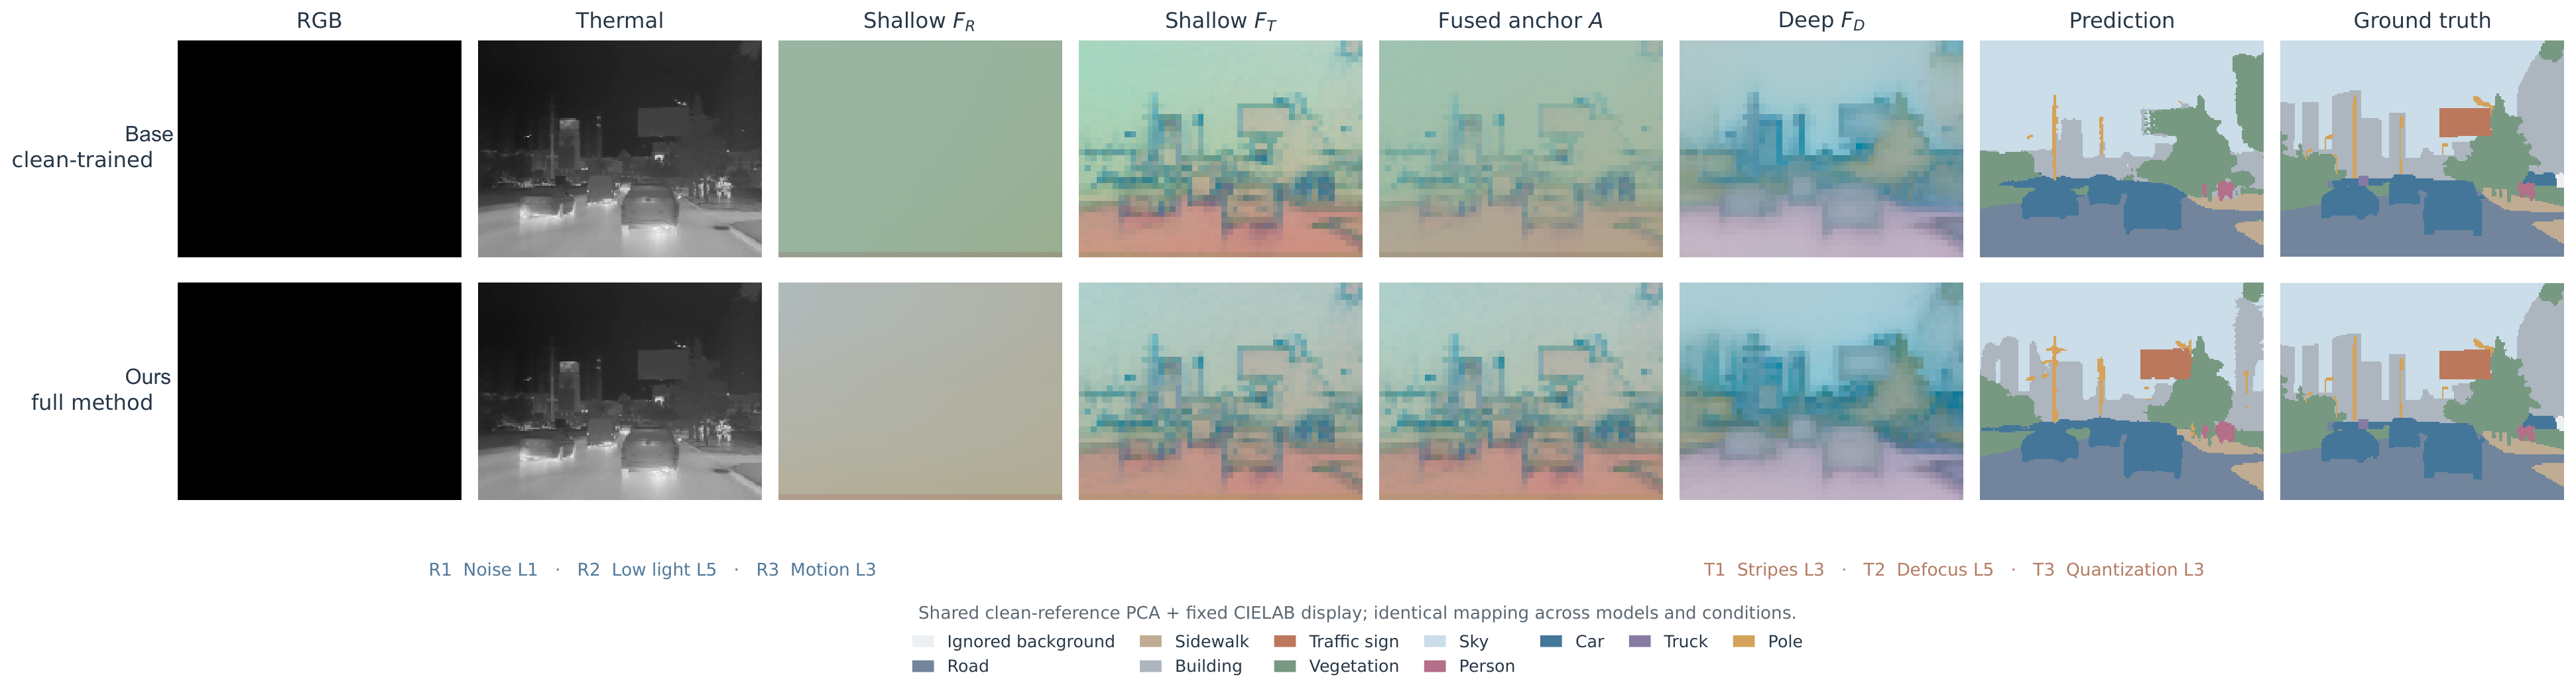 RGB
Thermal
Shallow F_R
Shallow F_T
Fused anchor A
Deep F_D
Prediction
Ground truth
Base
clean-trained
Ours
full method
R1 Noise L1 · R2 Low light L5 · R3 Motion L3
T1 Stripes L3 · T2 Defocus L5 · T3 Quantization L3
Shared clean-reference PCA + fixed CIELAB display; identical mapping across models and conditions.
Ignored background Sidewalk Traffic sign Sky Car Truck Pole
Road Building Vegetation Person